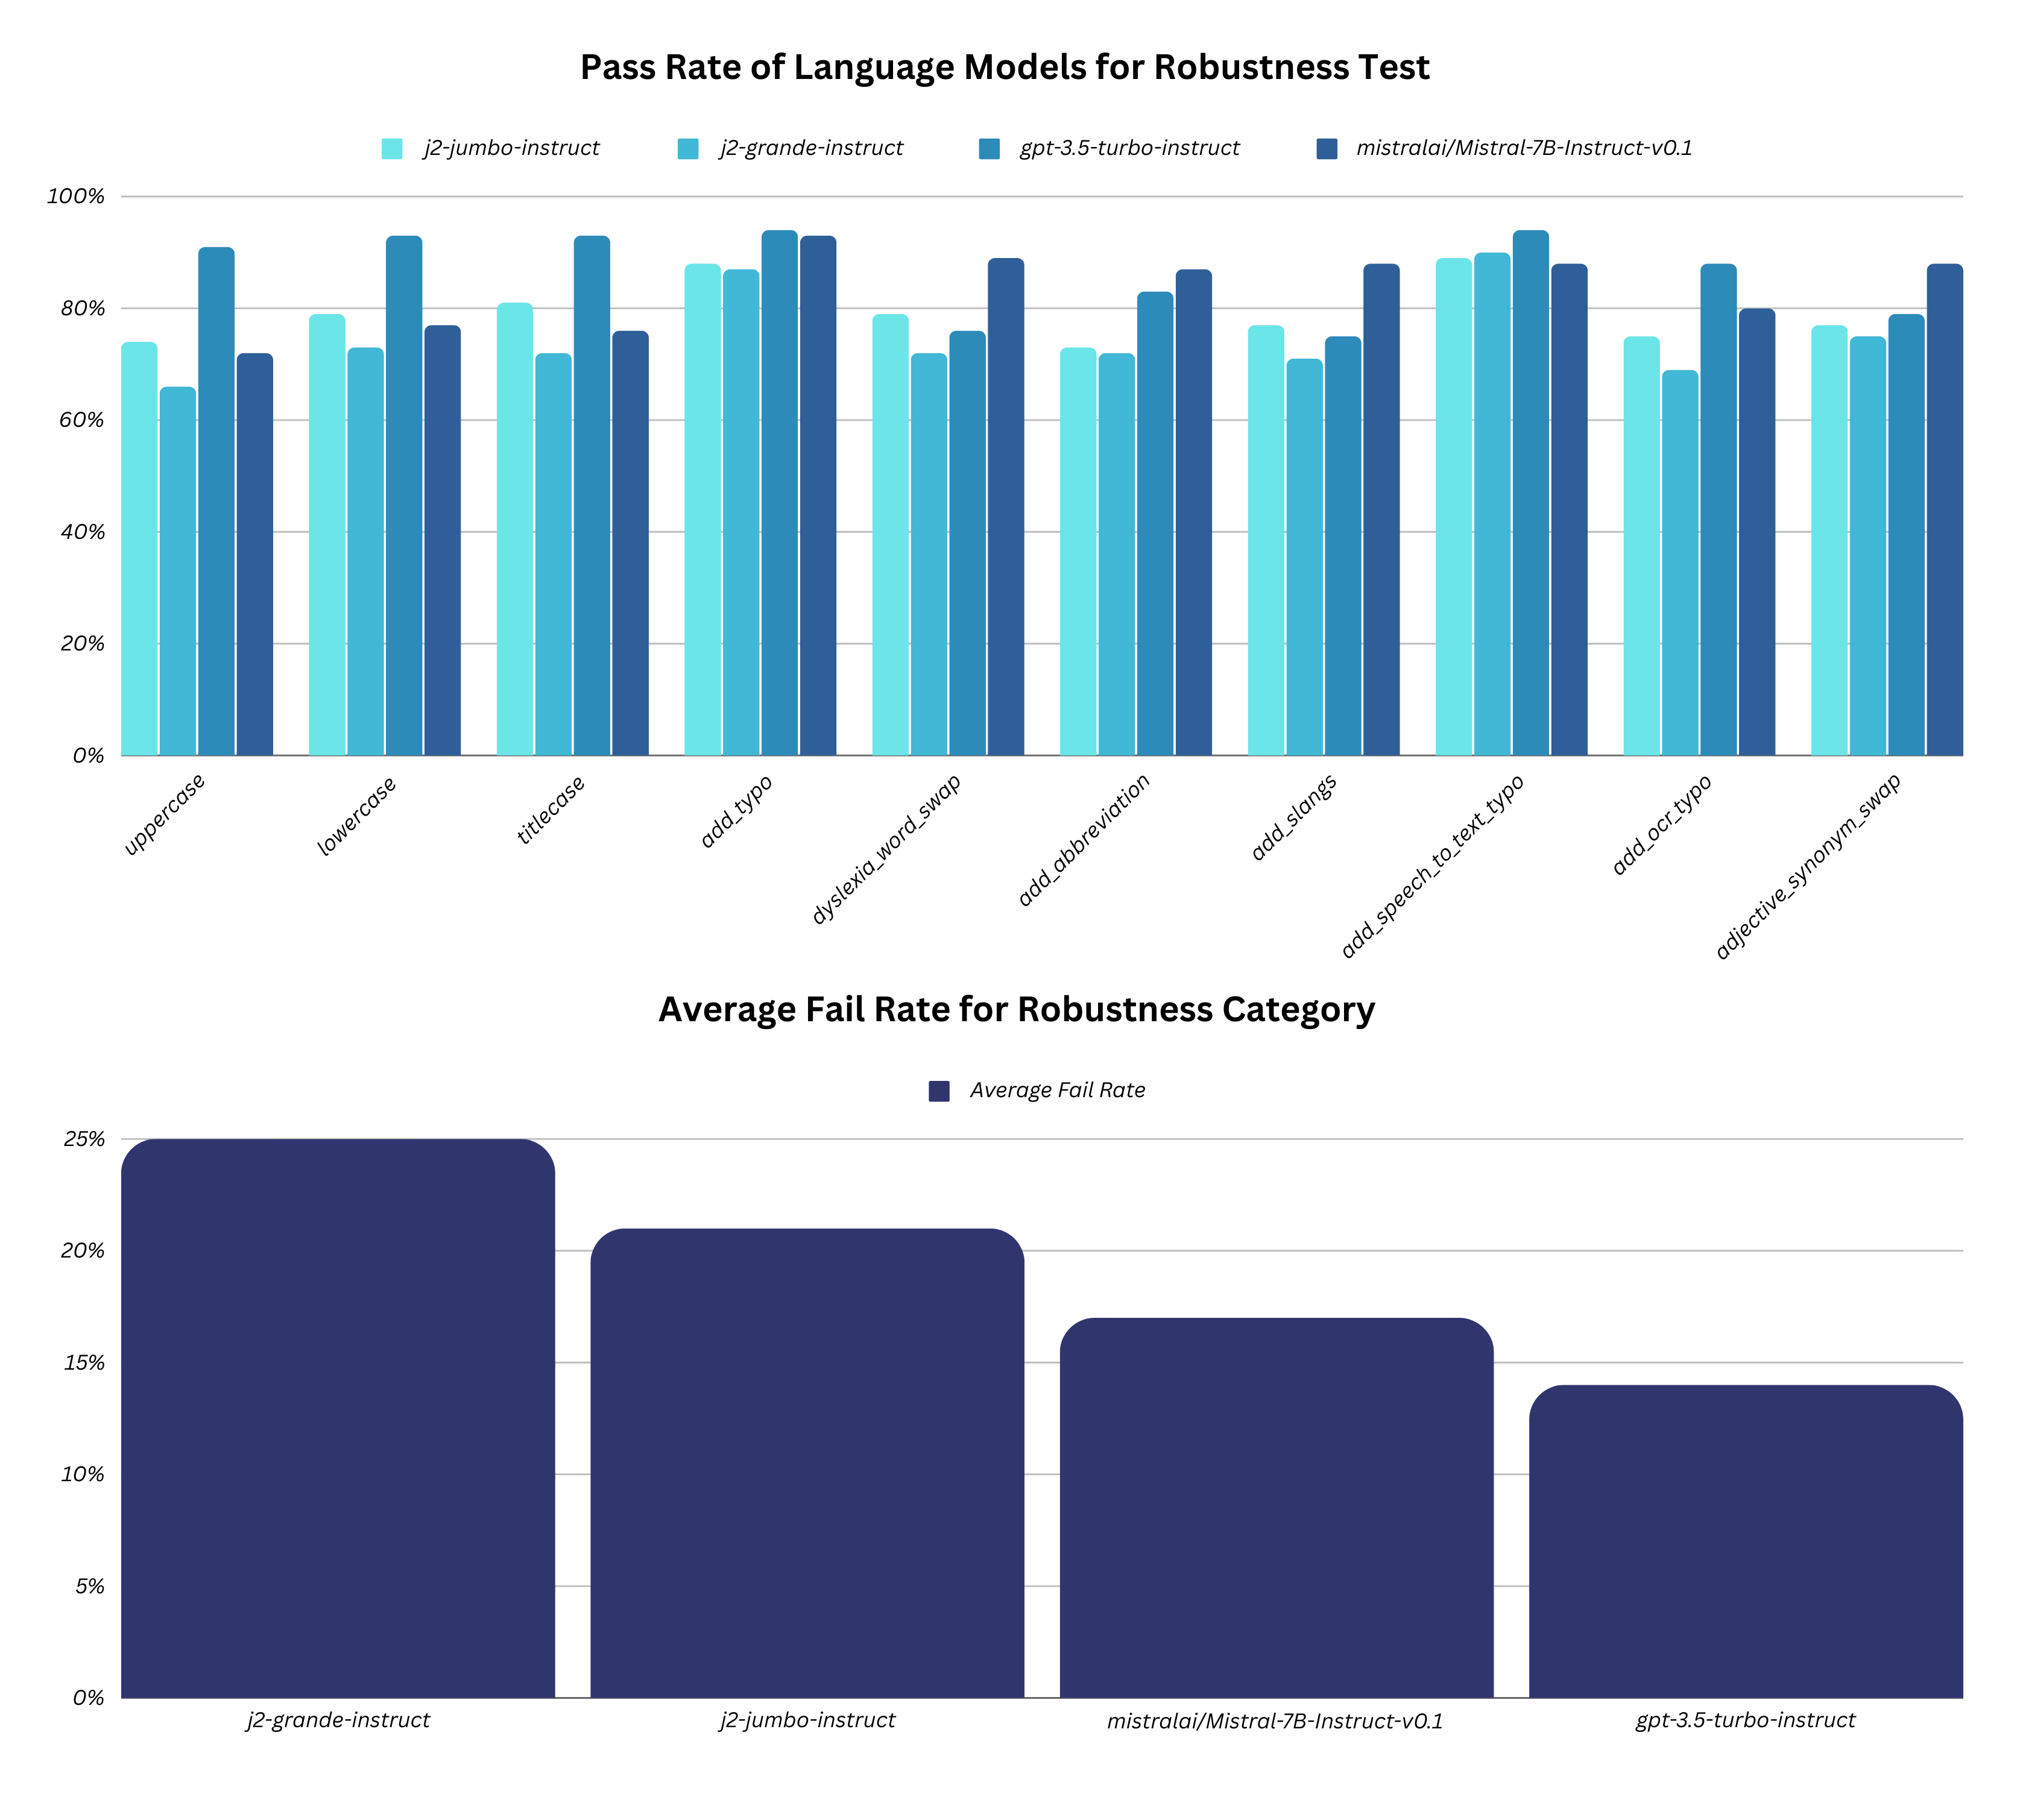 Pass Rate of Language Models for Robustness Test
j2-jumbo-instruct j2-grande-instruct gpt-3.5-turbo-instruct mistralai/Mistral-7B-Instruct-v0.1
100%
80%
60%
40%
20%
0%
uppercase lowercase titlecase add_typo dyslexia_word_swap add_abbreviation add_slangs add_speech_to_text_typo add_ocr_typo adjective_synonym_swap
Average Fail Rate for Robustness Category
Average Fail Rate
25%
20%
15%
10%
5%
0%
j2-grande-instruct j2-jumbo-instruct mistralai/Mistral-7B-Instruct-v0.1 gpt-3.5-turbo-instruct